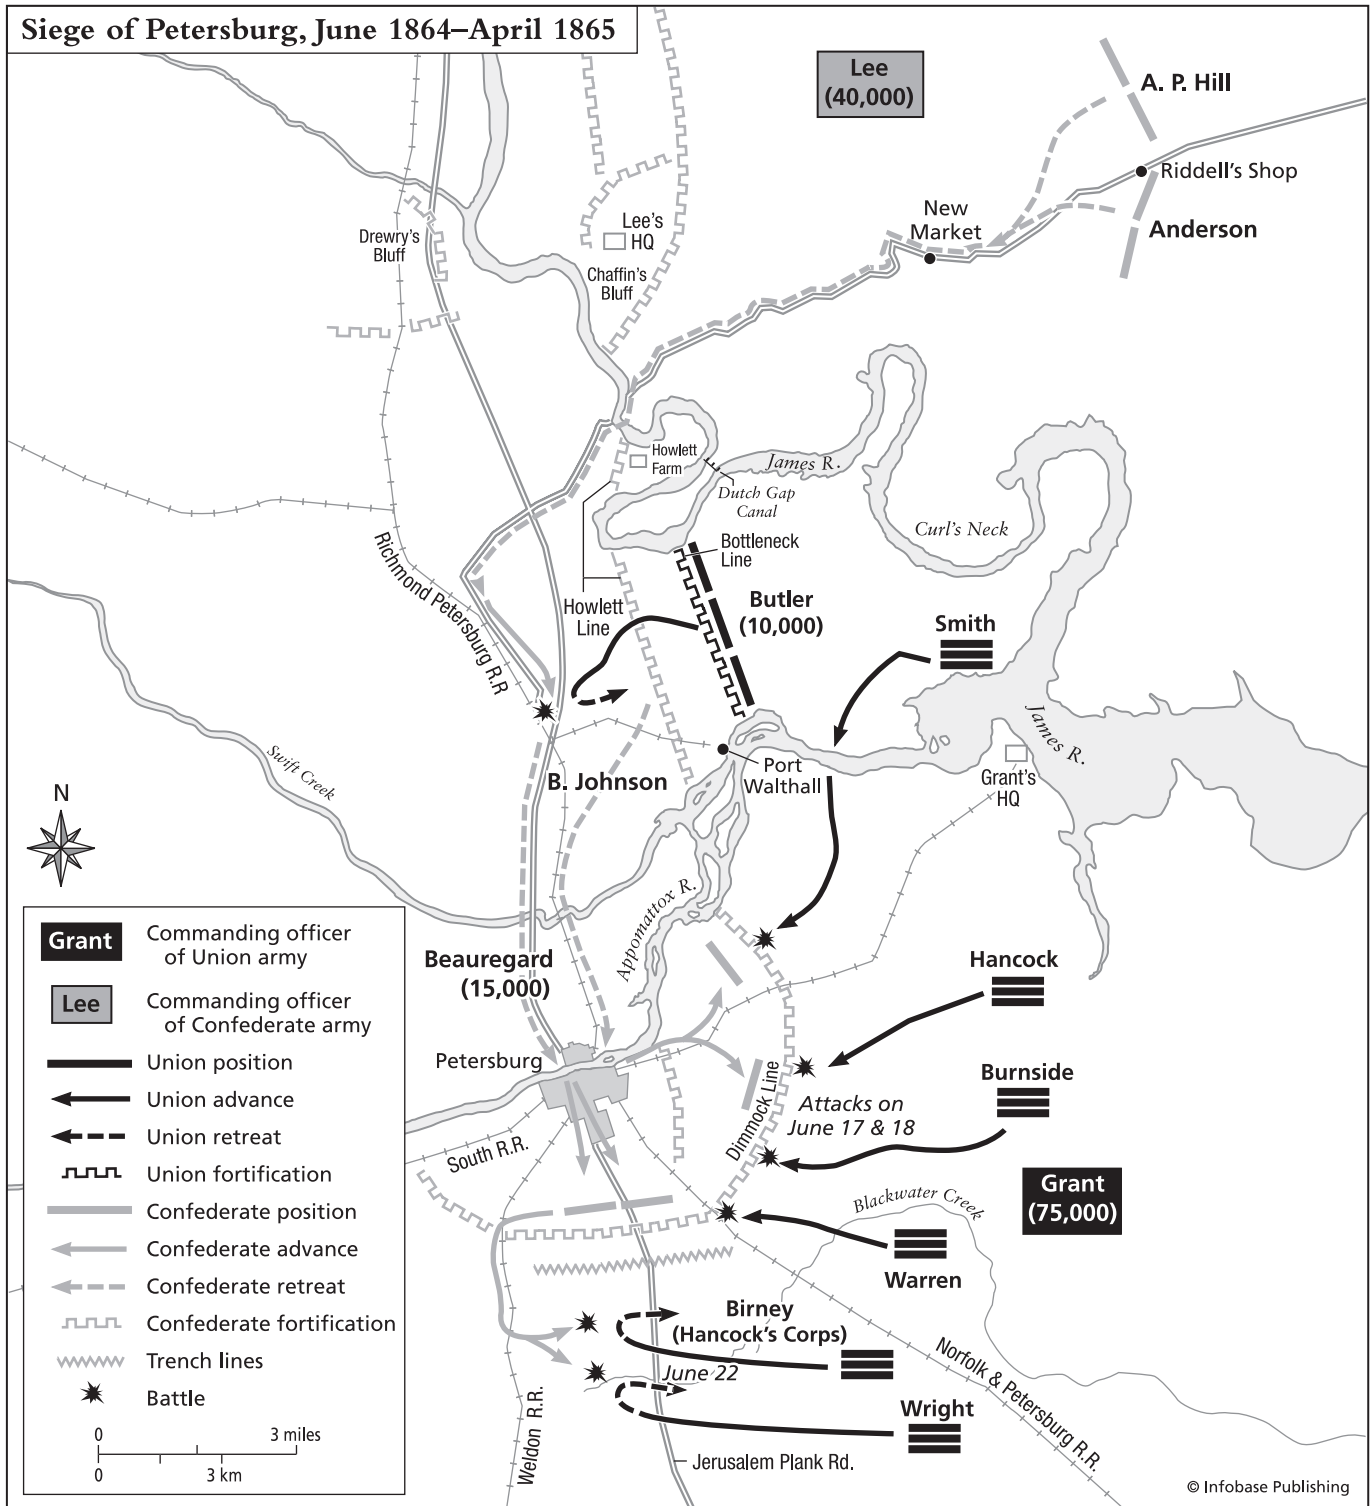 Siege of Petersburg, June 1864–April 1865
Lee
(40,000)
A. P. Hill
Riddell's Shop
New
Market
Anderson
Lee's
HQ
Drewry's
Bluff
Chaffin's
Bluff
Howlett
Farm
James R.
Dutch Gap
Canal
Curl's Neck
Bottleneck
Line
Richmond Petersburg R.R
Howlett
Line
Butler
(10,000)
Smith
James R.
Swift Creek
Port
Walthall
Grant's
HQ
B. Johnson
N
Appomattox R.
Beauregard
(15,000)
Hancock
Petersburg
Burnside
Dimmock Line
Attacks on
June 17 & 18
South R.R.
Grant
(75,000)
Blackwater Creek
Warren
Birney
(Hancock's Corps)
June 22
Norfolk & Petersburg R.R.
Wright
Weldon R.R.
Jerusalem Plank Rd.
Grant
Commanding officer
of Union army
Lee
Commanding officer
of Confederate army
Union position
Union advance
Union retreat
Union fortification
Confederate position
Confederate advance
Confederate retreat
Confederate fortification
Trench lines
Battle
0 3 miles
0 3 km
© Infobase Publishing